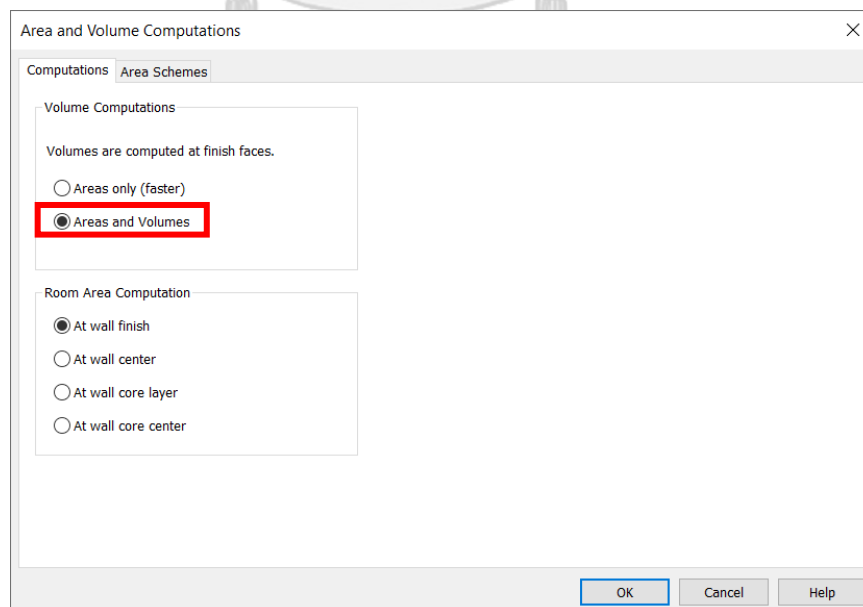 Area and Volume Computations
Computations
Area Schemes
Volume Computations
Volumes are computed at finish faces.
Areas only (faster)
Areas and Volumes
Room Area Computation
At wall finish
At wall center
At wall core layer
At wall core center
OK
Cancel
Help